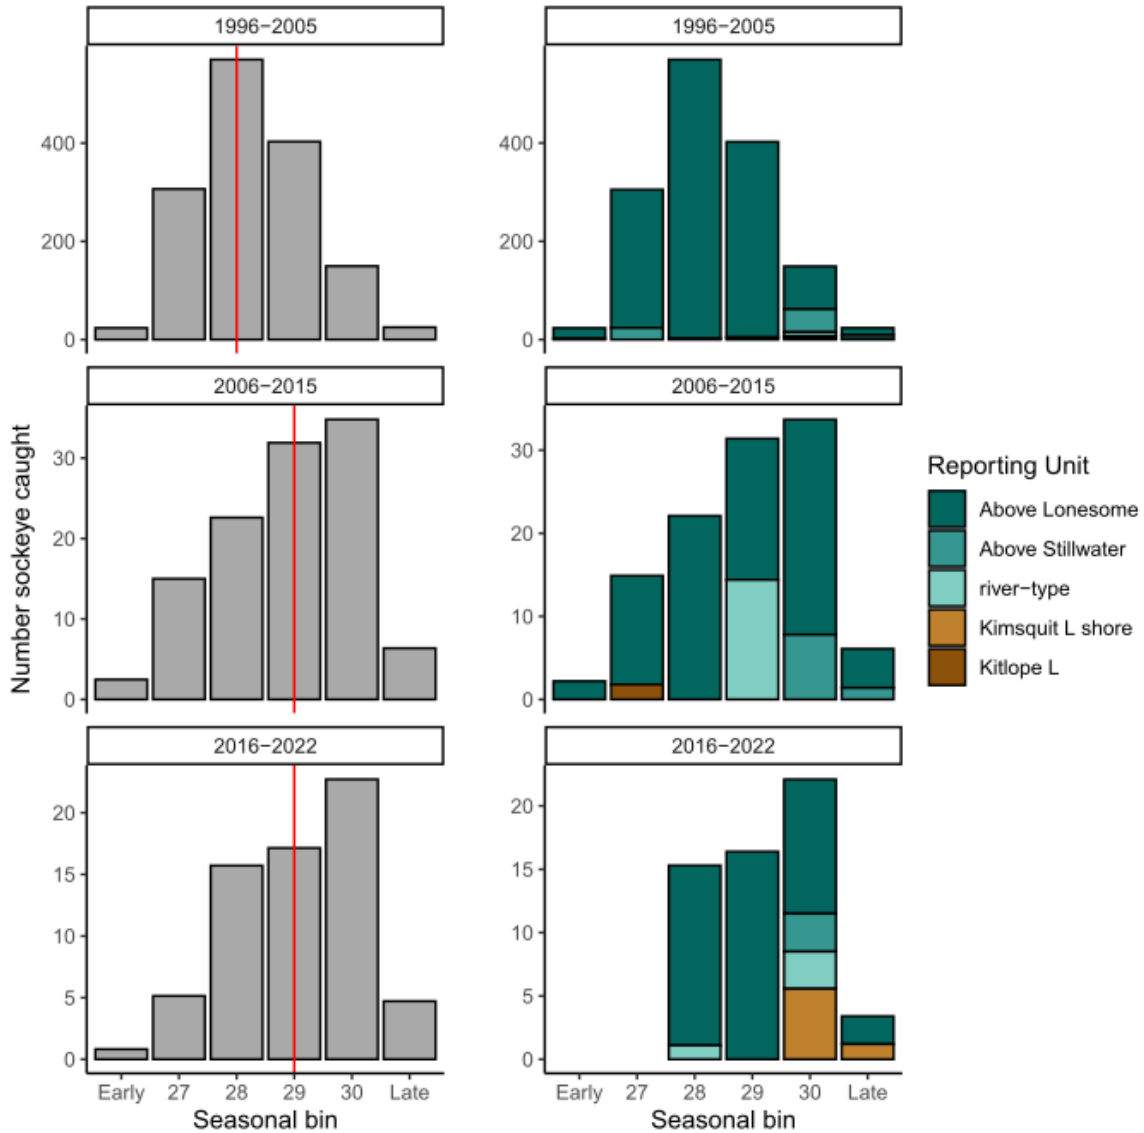 1996−2005
1996−2005
400
200
0
400
200
0
2006−2015
2006−2015
30
20
10
0
30
20
10
0
Number sockeye caught
Reporting Unit
Above Lonesome
Above Stillwater
river−type
Kimsquit L shore
Kitlope L
2016−2022
2016−2022
20
15
10
5
0
20
15
10
5
0
Early 27 28 29 30 Late
Early 27 28 29 30 Late
Seasonal bin
Seasonal bin